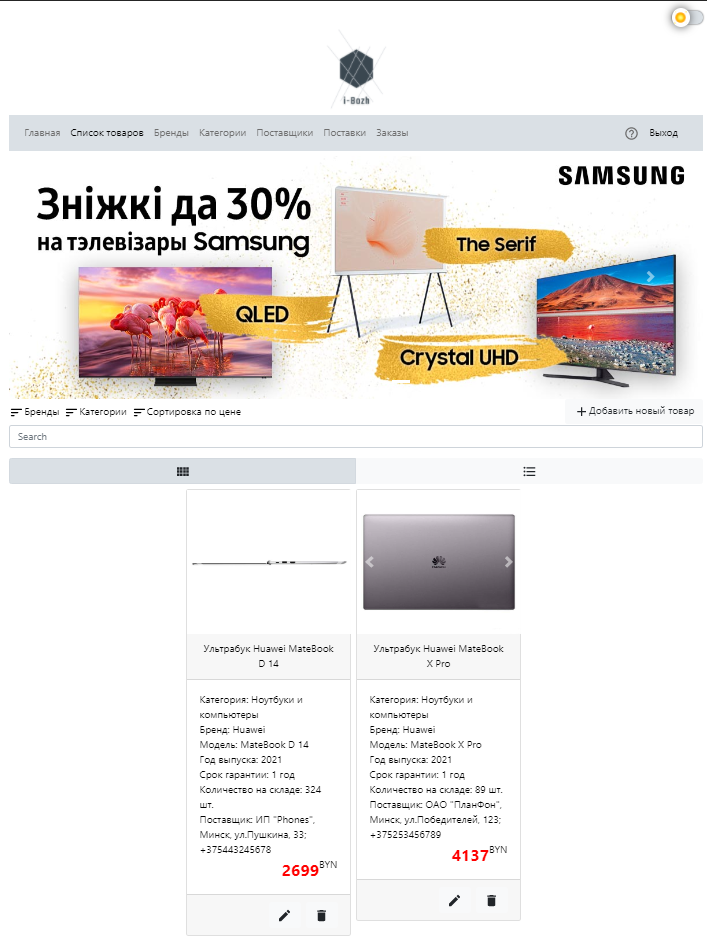 i-Bozh
Главная Список товаров Бренды Категории Поставщики Поставки Заказы Выход
SAMSUNG
Зніжкі да 30%
на тэлевізары Samsung
The Serif
QLED
Crystal UHD
Бренды Категории Сортировка по цене Добавить новый товар
Search
Ультрабук Huawei MateBook
D 14
Категория: Ноутбуки и
компьютеры
Бренд: Huawei
Модель: MateBook D 14
Год выпуска: 2021
Срок гарантии: 1 год
Количество на складе: 324
шт.
Поставщик: ИП "Phones",
Минск, ул.Пушкина, 33;
+375443245678
2699BYN
Ультрабук Huawei MateBook
X Pro
Категория: Ноутбуки и
компьютеры
Бренд: Huawei
Модель: MateBook X Pro
Год выпуска: 2021
Срок гарантии: 1 год
Количество на складе: 89 шт.
Поставщик: ОАО "ПланФон",
Минск, ул.Победителей, 123;
+375253456789
4137BYN